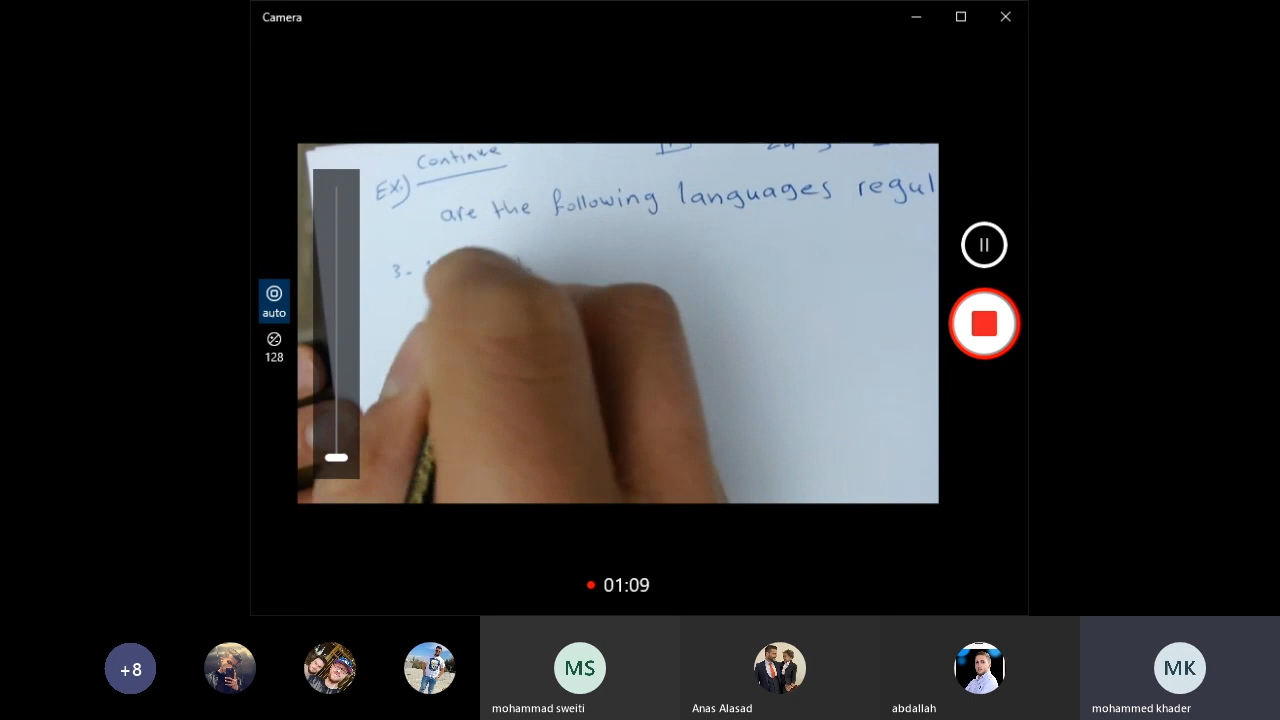 Camera
Continue
EX.)
are the following languages regul
3-
auto
128
01:09
+8
MS
MK
mohammad sweiti
Anas Alasad
abdallah
mohammed khader